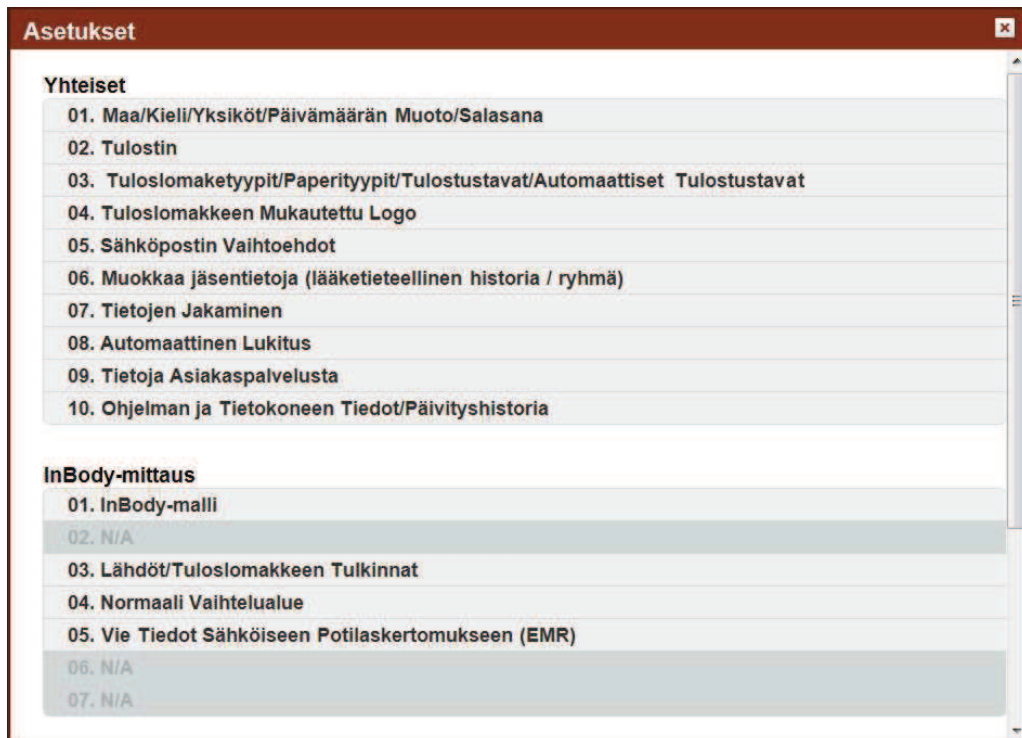 Asetukset
Yhteiset
01. Maa/Kieli/Yksiköt/Päivämäärän Muoto/Salasana
02. Tulostin
03. Tuloslomaketyypit/Paperityypit/Tulostustavat/Automaattiset Tulostustavat
04. Tuloslomakkeen Mukautettu Logo
05. Sähköpostin Vaihtoehdot
06. Muokkaa jäsentietoja (lääketieteellinen historia / ryhmä)
07. Tietojen Jakaminen
08. Automaattinen Lukitus
09. Tietoja Asiakaspalvelusta
10. Ohjelman ja Tietokoneen Tiedot/Päivityshistoria
InBody-mittaus
01. InBody-malli
02. N/A
03. Lähdöt/Tuloslomakkeen Tulkinnat
04. Normaali Vaihtelualue
05. Vie Tiedot Sähköiseen Potilaskertomukseen (EMR)
06. N/A
07. N/A